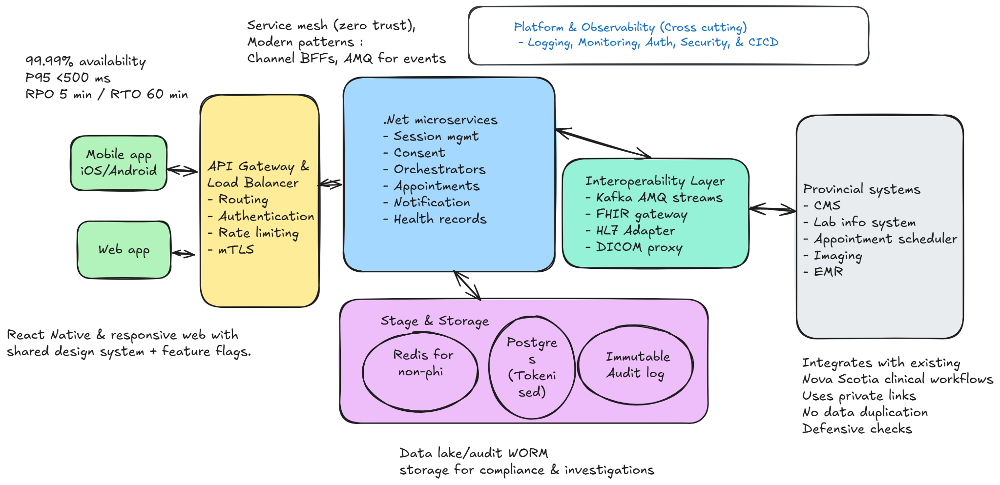 Service mesh (zero trust),
Modern patterns :
Channel BFFs, AMQ for events
Platform & Observability (Cross cutting)
- Logging, Monitoring, Auth, Security, & CICD
99.99% availability
P95 <500 ms
RPO 5 min / RTO 60 min
Mobile app
iOS/Android
Web app
API Gateway &
Load Balancer
- Routing
- Authentication
- Rate limiting
- mTLS
.Net microservices
- Session mgmt
- Consent
- Orchestrators
- Appointments
- Notification
- Health records
Interoperability Layer
- Kafka AMQ streams
- FHIR gateway
- HL7 Adapter
- DICOM proxy
Provincial systems
- CMS
- Lab info system
- Appointment scheduler
- Imaging
- EMR
React Native & responsive web with
shared design system + feature flags.
Stage & Storage
Redis for
non-phi
Postgre
s
(Tokeni
sed)
Immutable
Audit log
Integrates with existing
Nova Scotia clinical workflows
Uses private links
No data duplication
Defensive checks
Data lake/audit WORM
storage for compliance & investigations